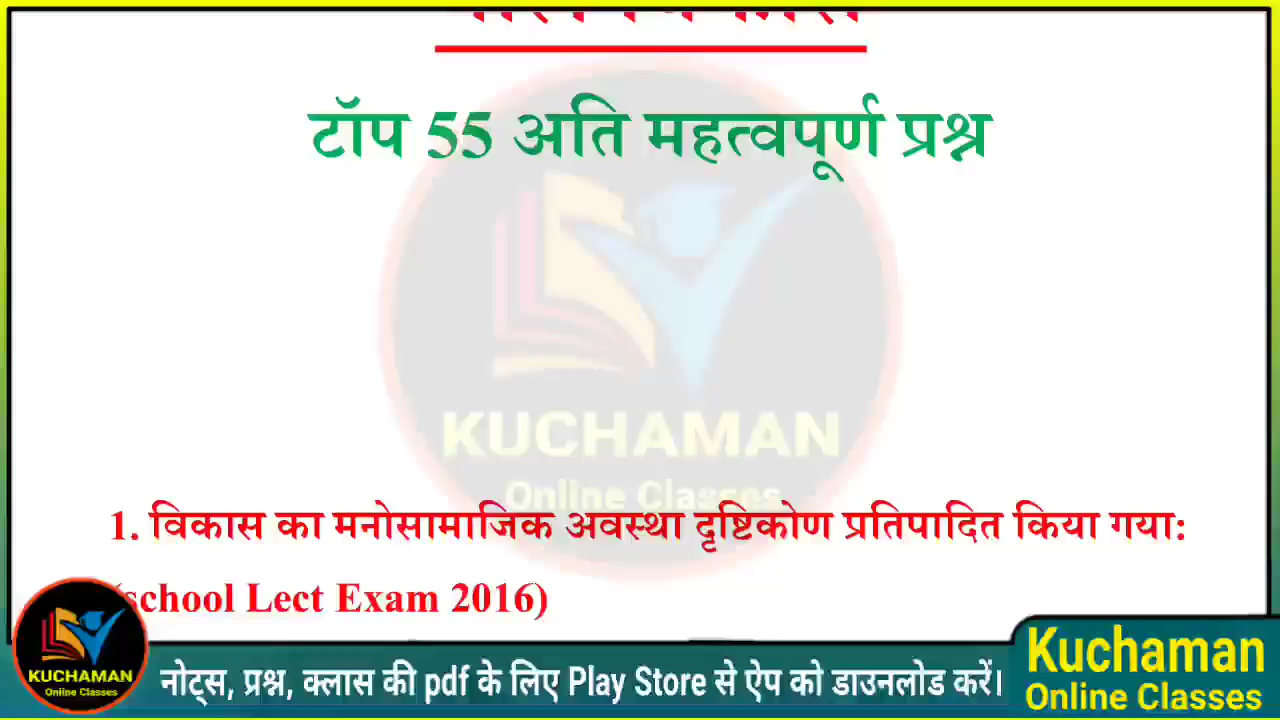 टॉप 55 अति महत्वपूर्ण प्रश्न
KUCHAMAN
Online Classes
1. विकास का मनोसामाजिक अवस्था दृष्टिकोण प्रतिपादित किया गया:
(school Lect Exam 2016)
KUCHAMAN
Online Classes
नोट्स, प्रश्न, क्लास की pdf के लिए Play Store से ऐप को डाउनलोड करें।
Kuchaman
Online Classes